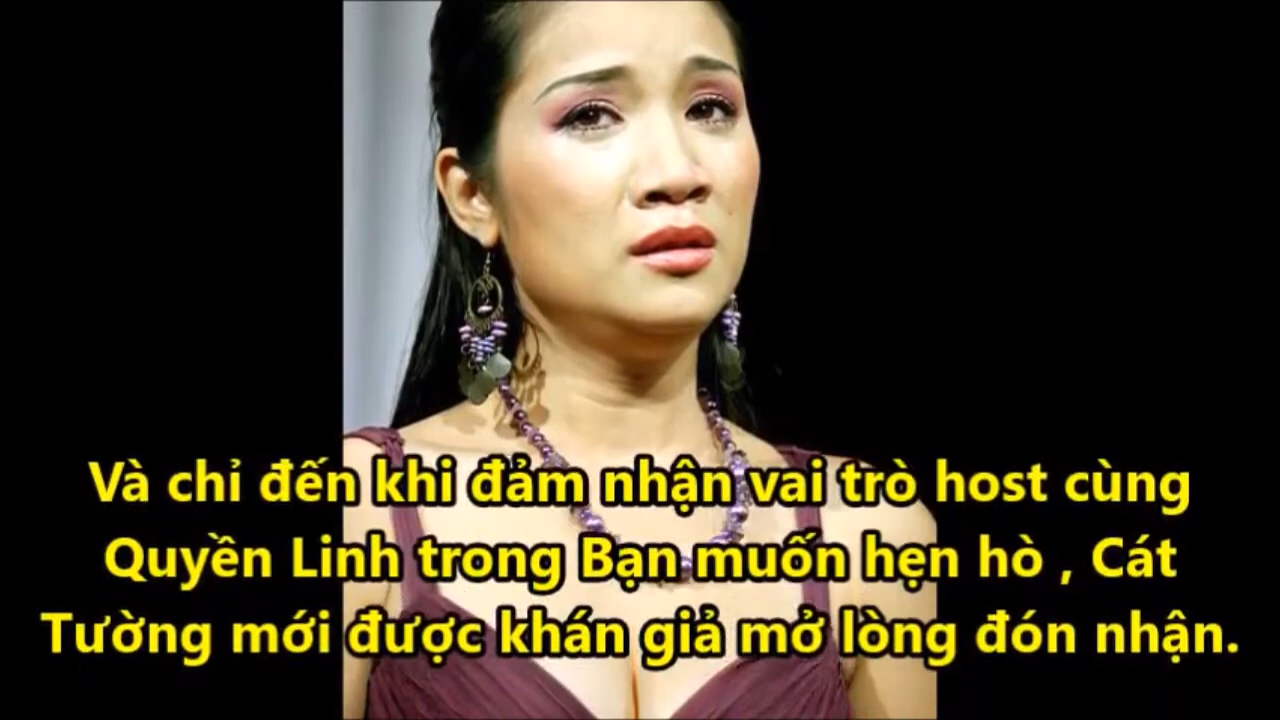 Và chỉ đến khi đảm nhận vai trò host cùng
Quyền Linh trong Bạn muốn hẹn hò , Cát
Tường mới được khán giả mở lòng đón nhận.